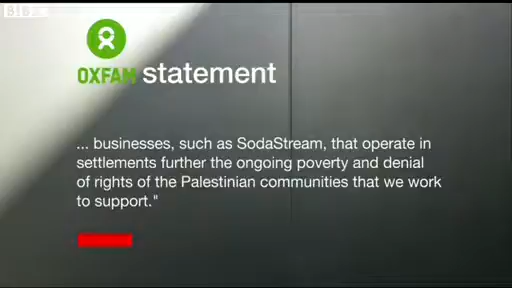 BBC
OXFAM statement
... businesses, such as SodaStream, that operate in
settlements further the ongoing poverty and denial
of rights of the Palestinian communities that we work
to support."